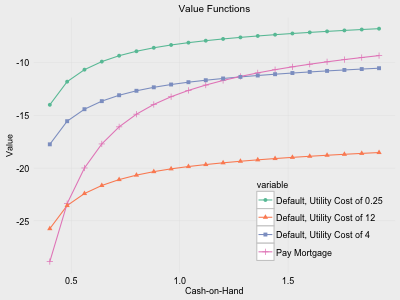 Value Functions
-10
-15
-20
-25
Value
variable
Default, Utility Cost of 0.25
Default, Utility Cost of 12
Default, Utility Cost of 4
Pay Mortgage
0.5
1.0
1.5
Cash-on-Hand